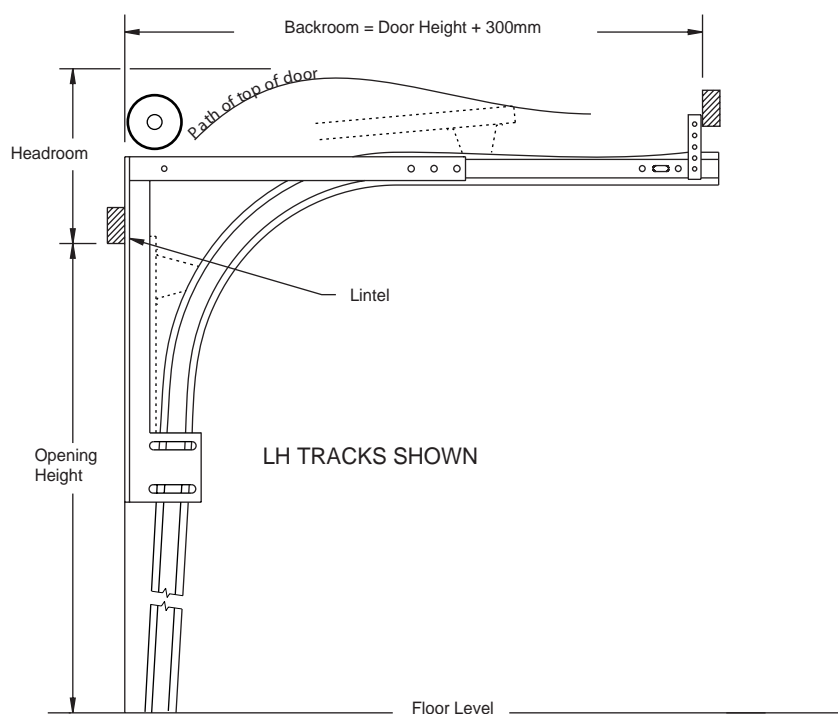 Backroom = Door Height + 300mm
Path of top of door
Headroom
Lintel
Opening
Height
LH TRACKS SHOWN
Floor Level